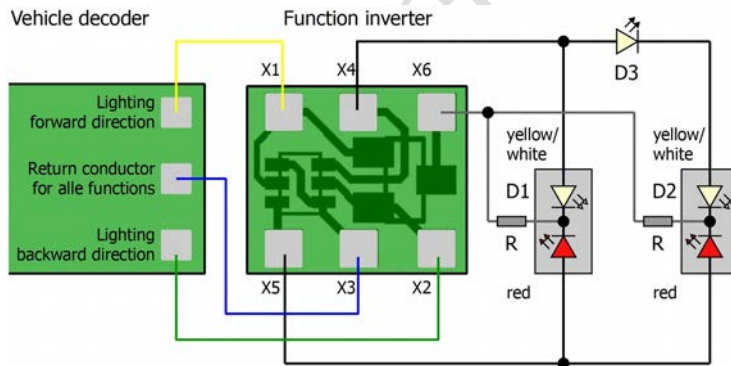 Vehicle decoder
Function inverter
X1
X4
X6
D3
Lighting
forward direction
Return conductor
for alle functions
Lighting
backward direction
yellow/
white
yellow/
white
D1
D2
R
R
X5
X3
X2
red
red